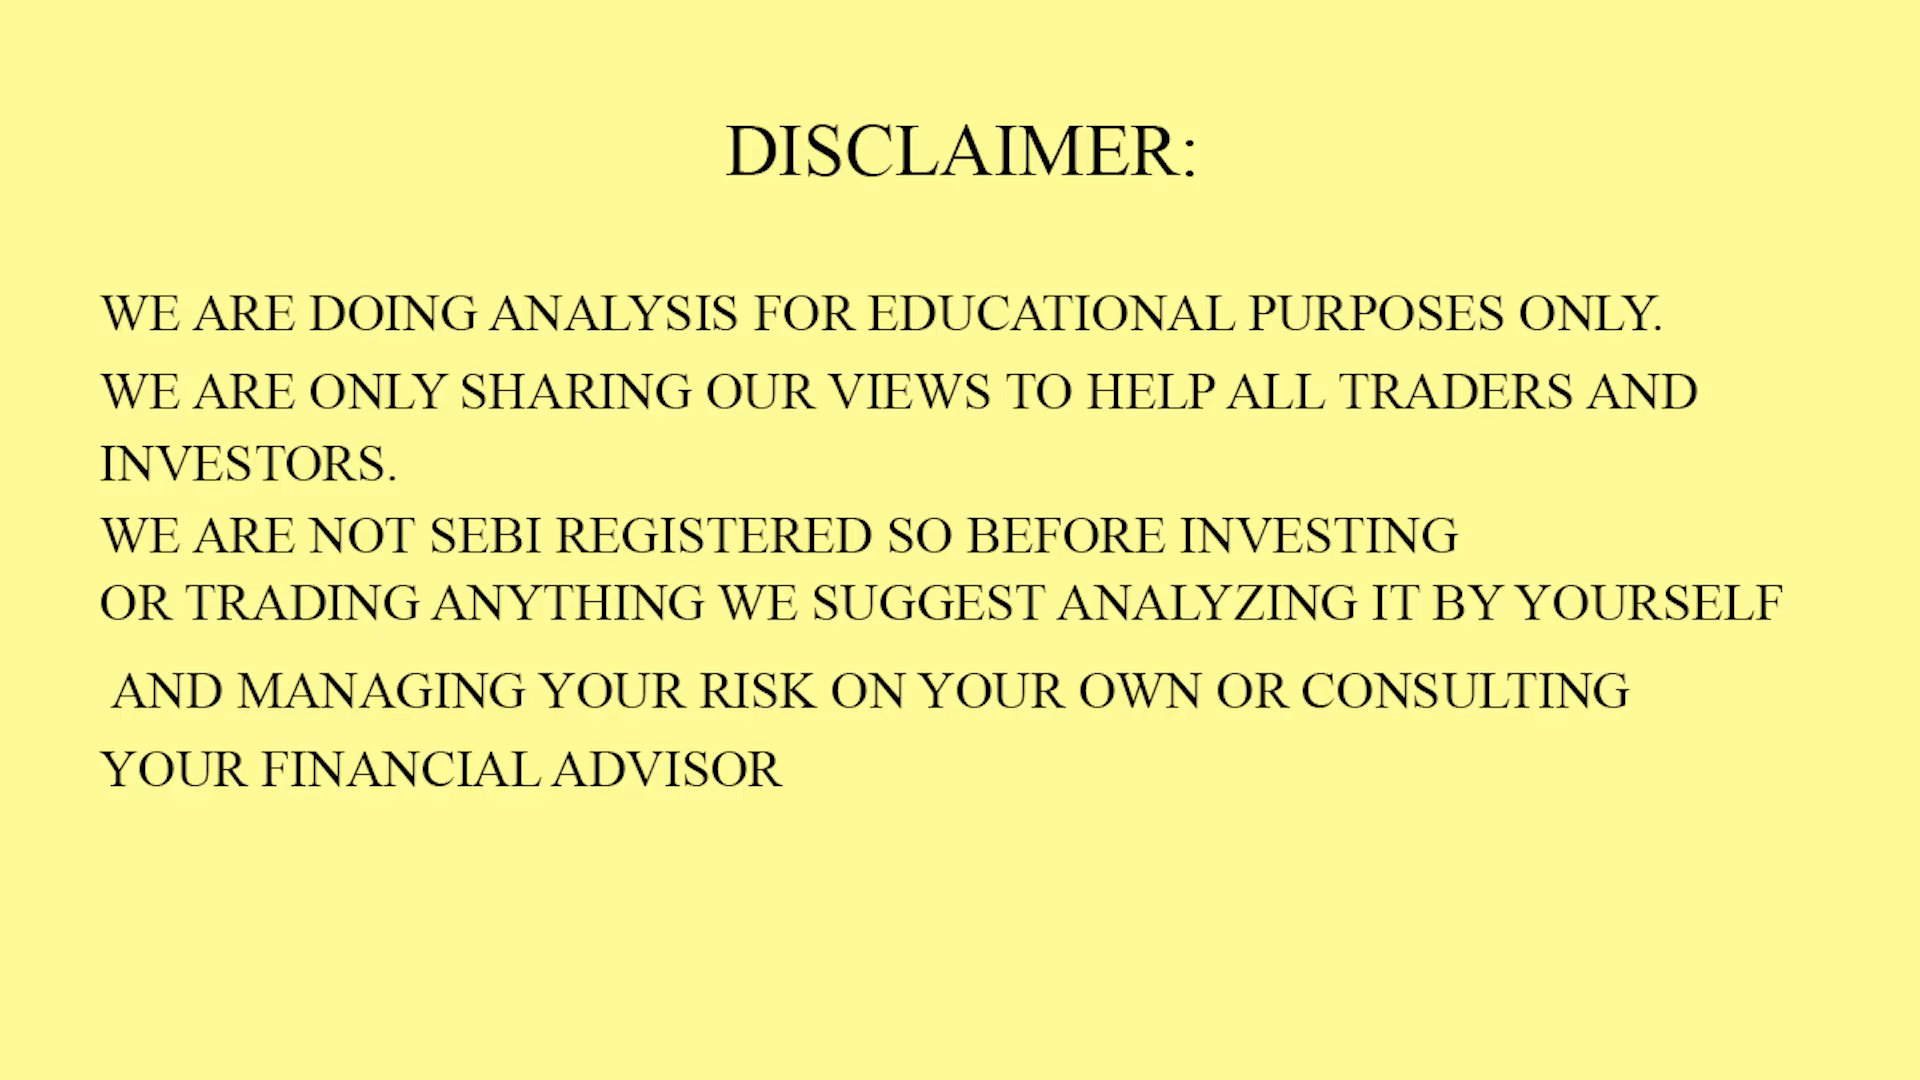 DISCLAIMER:
WE ARE DOING ANALYSIS FOR EDUCATIONAL PURPOSES ONLY.
WE ARE ONLY SHARING OUR VIEWS TO HELP ALL TRADERS AND
INVESTORS.
WE ARE NOT SEBI REGISTERED SO BEFORE INVESTING
OR TRADING ANYTHING WE SUGGEST ANALYZING IT BY YOURSELF
AND MANAGING YOUR RISK ON YOUR OWN OR CONSULTING
YOUR FINANCIAL ADVISOR